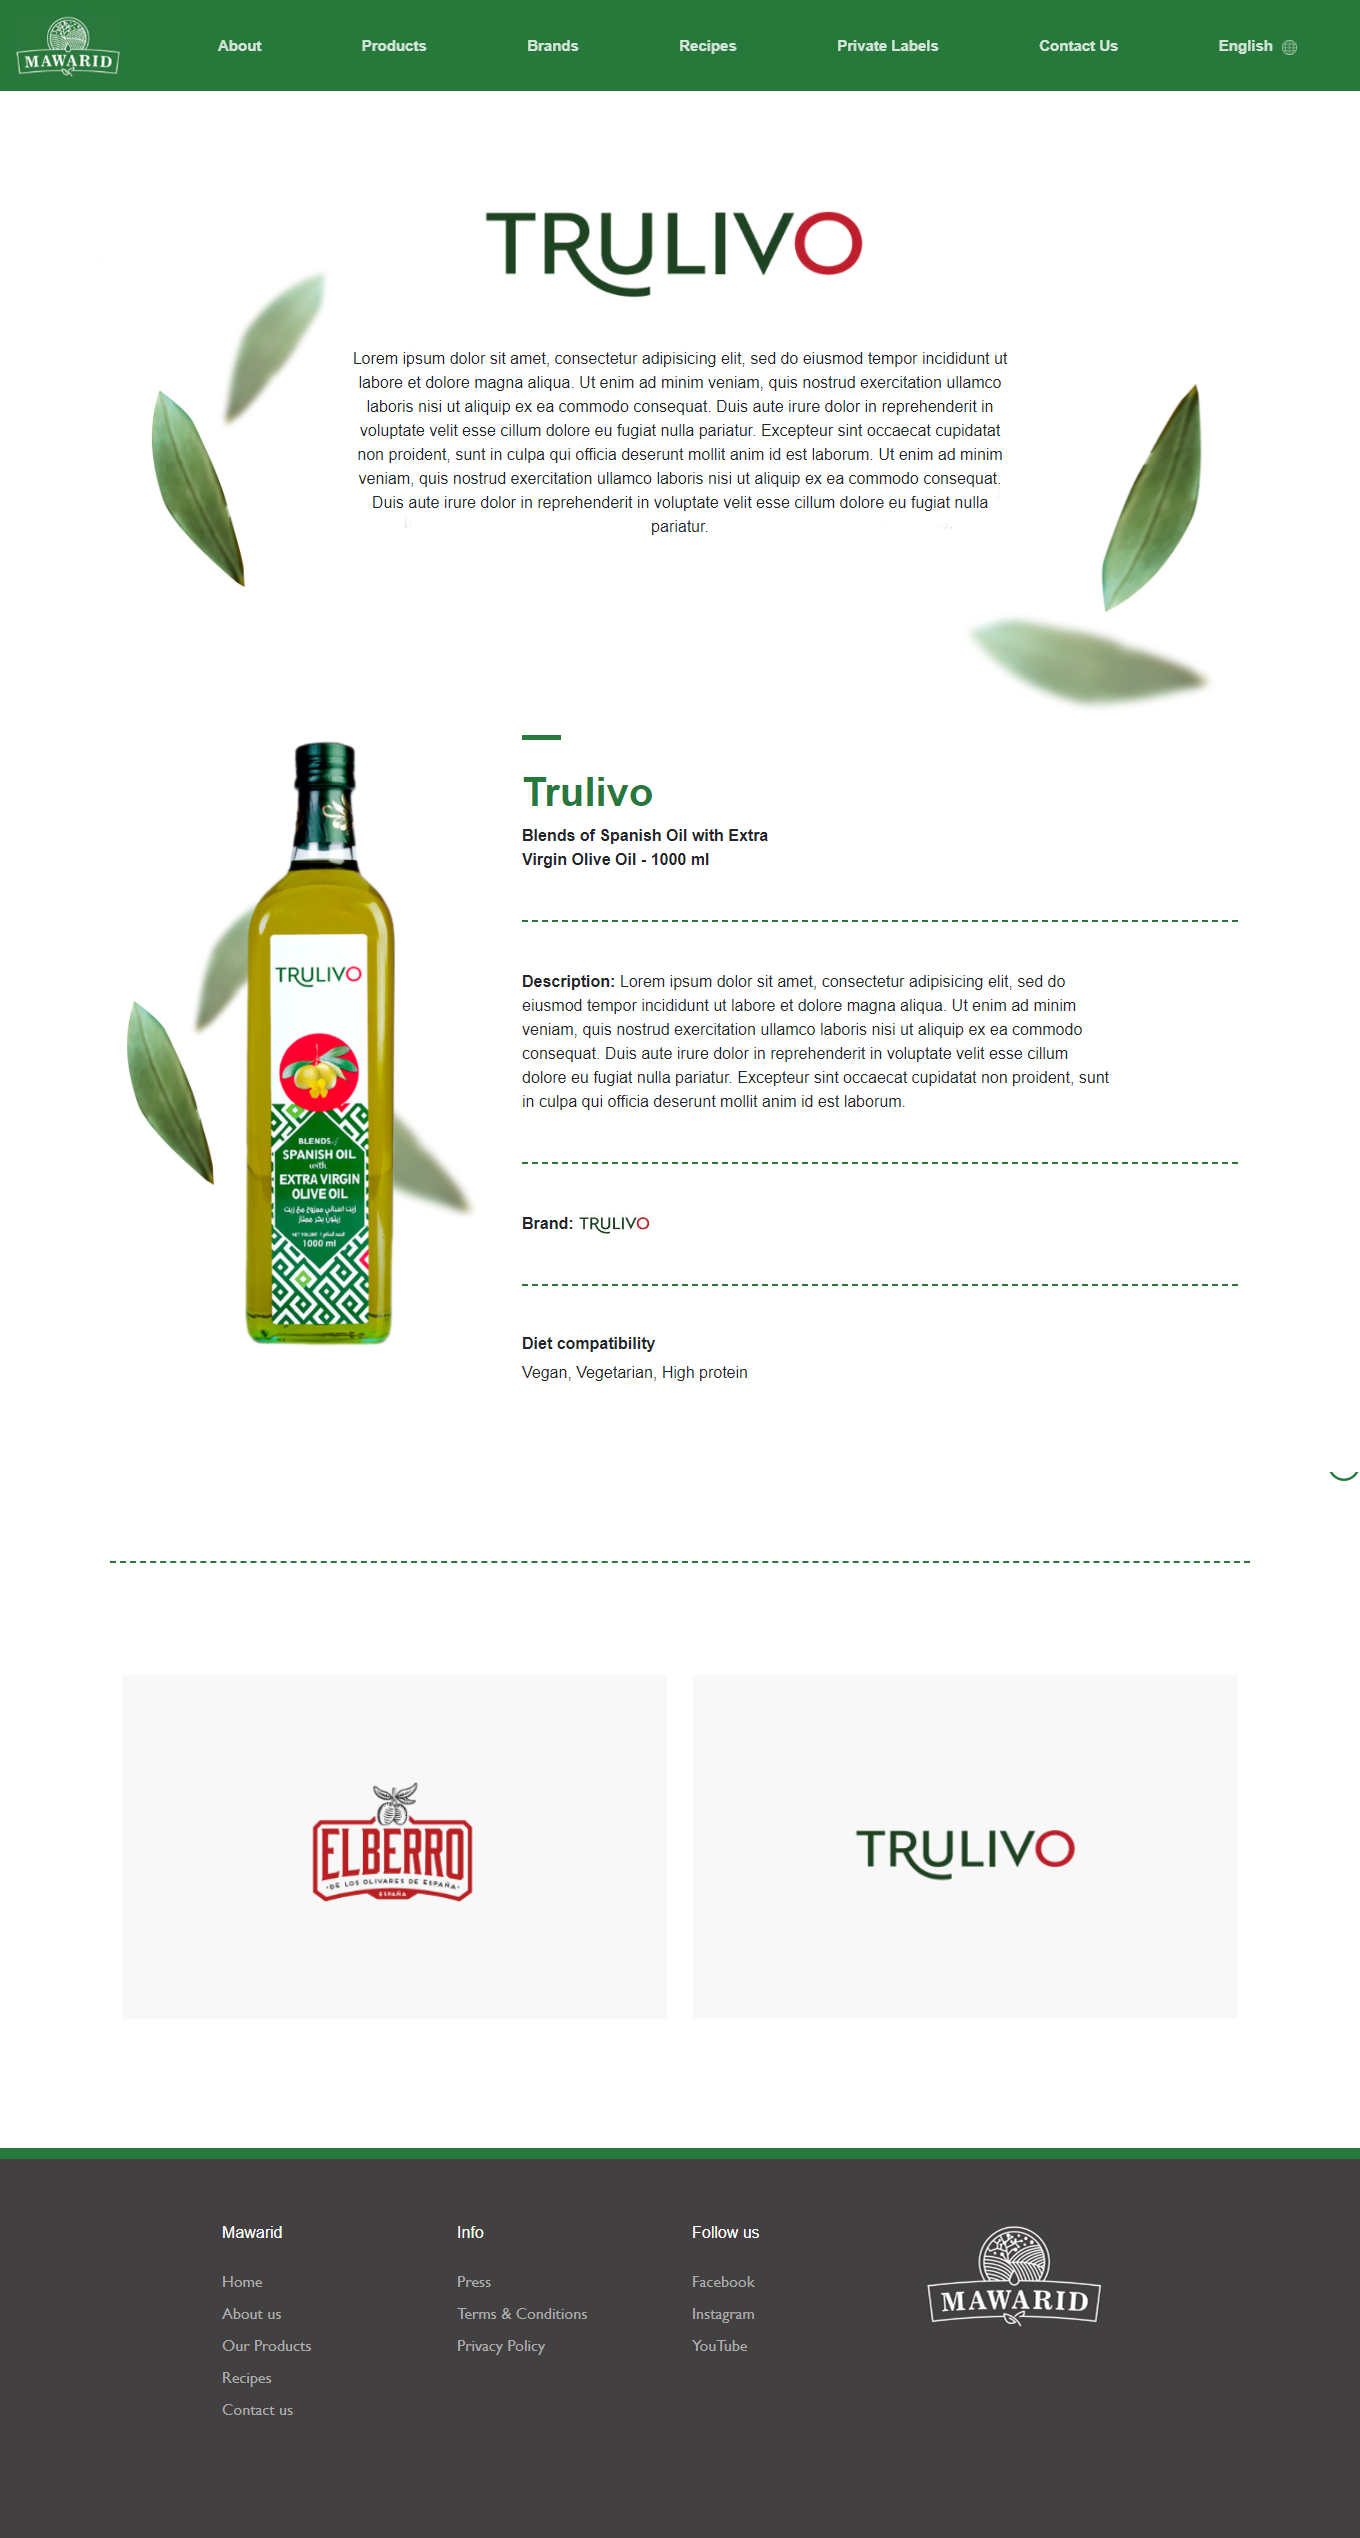 MAWARID
About
Products
Brands
Recipes
Private Labels
Contact Us
English
TRULIVO
Lorem ipsum dolor sit amet, consectetur adipisicing elit, sed do eiusmod tempor incididunt ut
labore et dolore magna aliqua. Ut enim ad minim veniam, quis nostrud exercitation ullamco
laboris nisi ut aliquip ex ea commodo consequat. Duis aute irure dolor in reprehenderit in
voluptate velit esse cillum dolore eu fugiat nulla pariatur. Excepteur sint occaecat cupidatat
non proident, sunt in culpa qui officia deserunt mollit anim id est laborum. Ut enim ad minim
veniam, quis nostrud exercitation ullamco laboris nisi ut aliquip ex ea commodo consequat.
Duis aute irure dolor in reprehenderit in voluptate velit esse cillum dolore eu fugiat nulla
pariatur.
TRULIVO
BLENDS of
SPANISH OIL
with
EXTRA VIRGIN
OLIVE OIL
زيت اسباني ممزوج مع زيت
زيتون بكر ممتاز
NET VOLUME / الحجم الصافي
1000 ml
Trulivo
Blends of Spanish Oil with Extra
Virgin Olive Oil - 1000 ml
Description: Lorem ipsum dolor sit amet, consectetur adipisicing elit, sed do
eiusmod tempor incididunt ut labore et dolore magna aliqua. Ut enim ad minim
veniam, quis nostrud exercitation ullamco laboris nisi ut aliquip ex ea commodo
consequat. Duis aute irure dolor in reprehenderit in voluptate velit esse cillum
dolore eu fugiat nulla pariatur. Excepteur sint occaecat cupidatat non proident, sunt
in culpa qui officia deserunt mollit anim id est laborum.
Brand: TRULIVO
Diet compatibility
Vegan, Vegetarian, High protein
ELBERRO
·DE LOS OLIVARES DE ESPAÑA·
ESPAÑA
TRULIVO
Mawarid
Home
About us
Our Products
Recipes
Contact us
Info
Press
Terms & Conditions
Privacy Policy
Follow us
Facebook
Instagram
YouTube
MAWARID